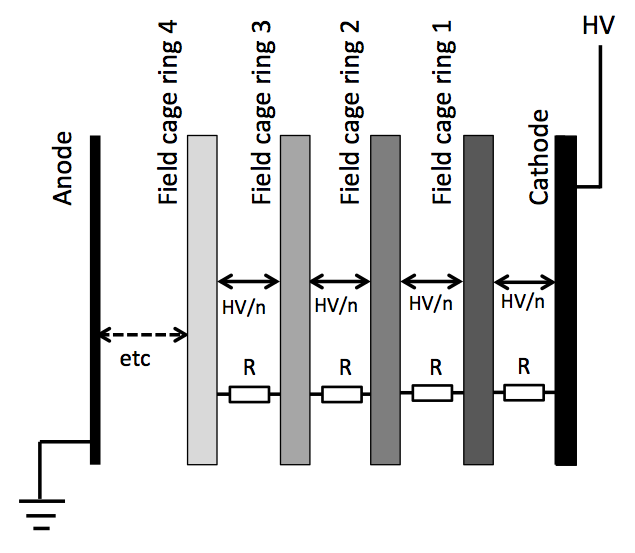 HV
Anode
Field cage ring 4
Field cage ring 3
Field cage ring 2
Field cage ring 1
Cathode
HV/n
HV/n
HV/n
HV/n
etc
R
R
R
R